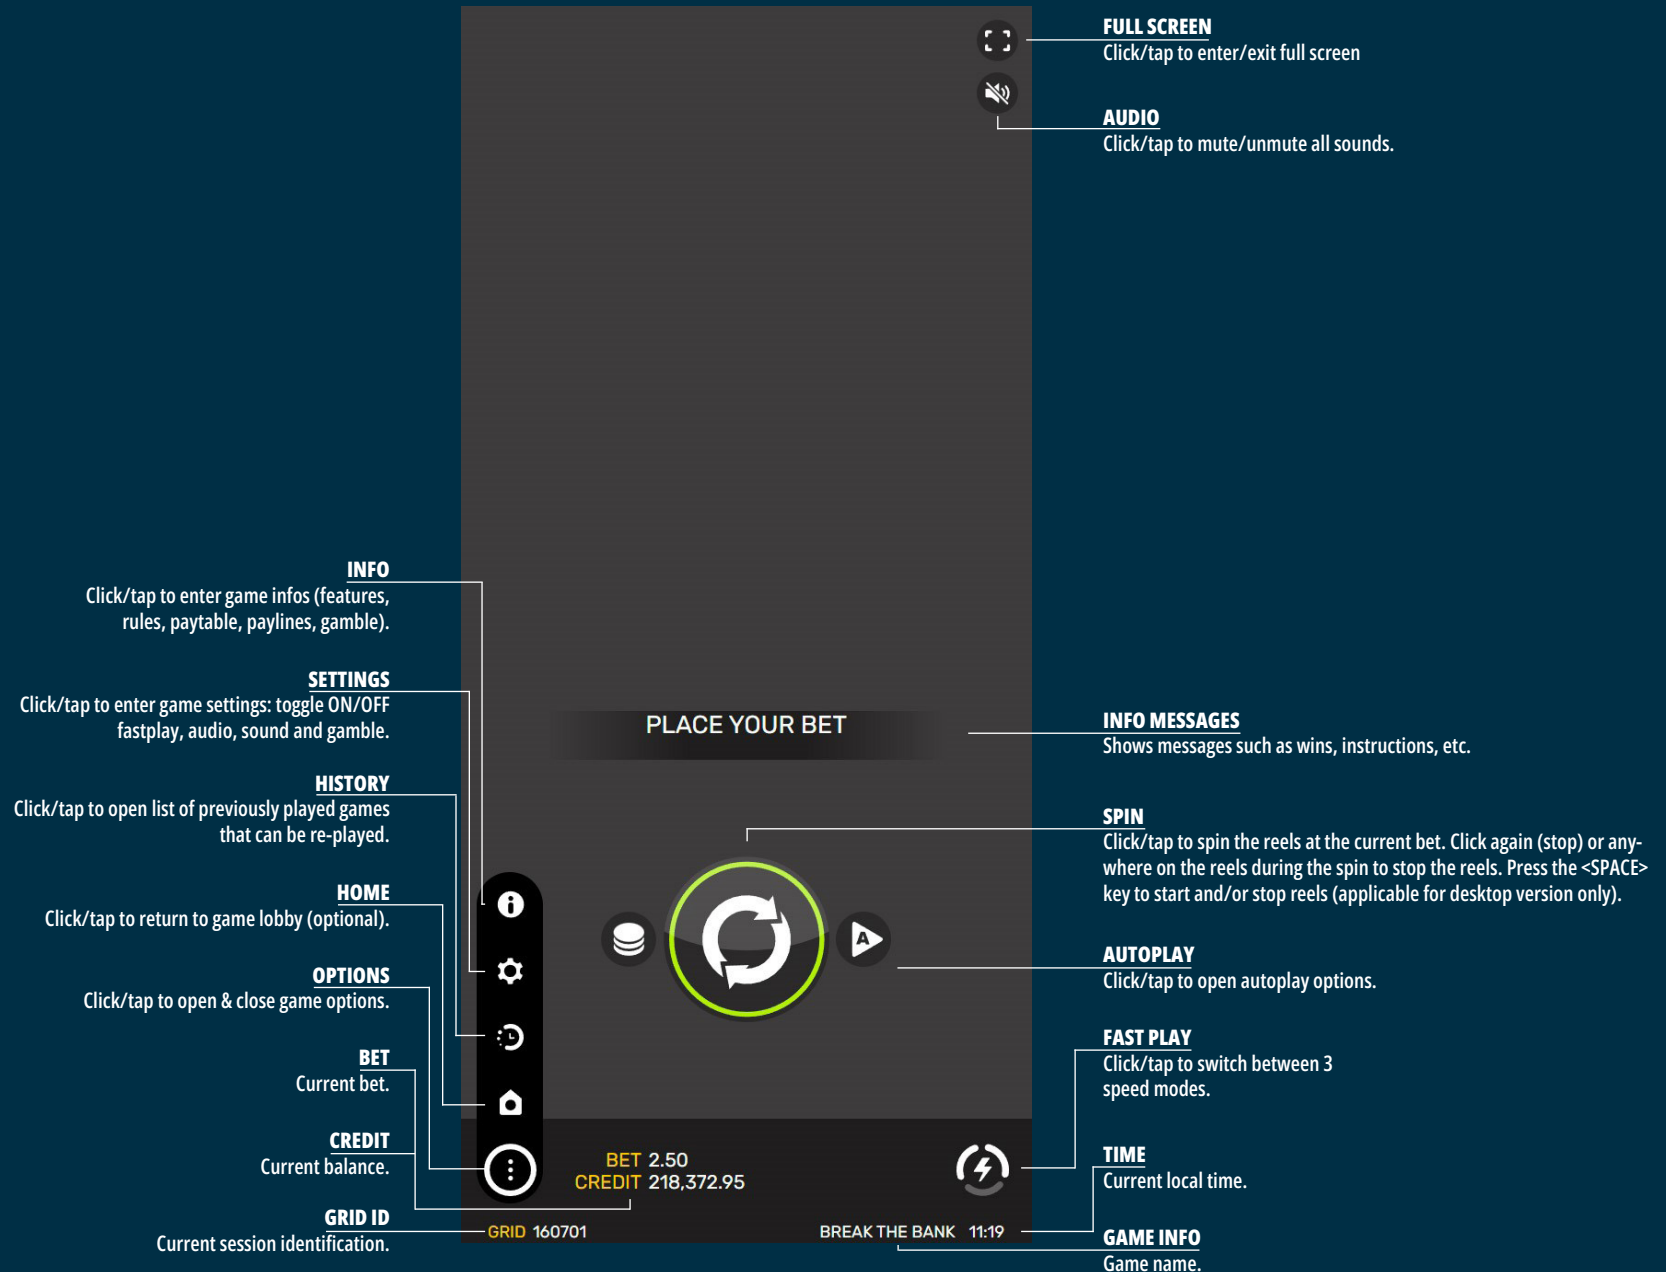 FULL SCREEN
Click/tap to enter/exit full screen
AUDIO
Click/tap to mute/unmute all sounds.
INFO
Click/tap to enter game infos (features,
rules, paytable, paylines, gamble).
SETTINGS
Click/tap to enter game settings: toggle ON/OFF
fastplay, audio, sound and gamble.
HISTORY
Click/tap to open list of previously played games
that can be re-played.
HOME
Click/tap to return to game lobby (optional).
OPTIONS
Click/tap to open & close game options.
BET
Current bet.
CREDIT
Current balance.
GRID ID
Current session identification.
PLACE YOUR BET
A
BET 2.50
CREDIT 218,372.95
GRID 160701
BREAK THE BANK 11:19
INFO MESSAGES
Shows messages such as wins, instructions, etc.
SPIN
Click/tap to spin the reels at the current bet. Click again (stop) or any-
where on the reels during the spin to stop the reels. Press the <SPACE>
key to start and/or stop reels (applicable for desktop version only).
AUTOPLAY
Click/tap to open autoplay options.
FAST PLAY
Click/tap to switch between 3
speed modes.
TIME
Current local time.
GAME INFO
Game name.